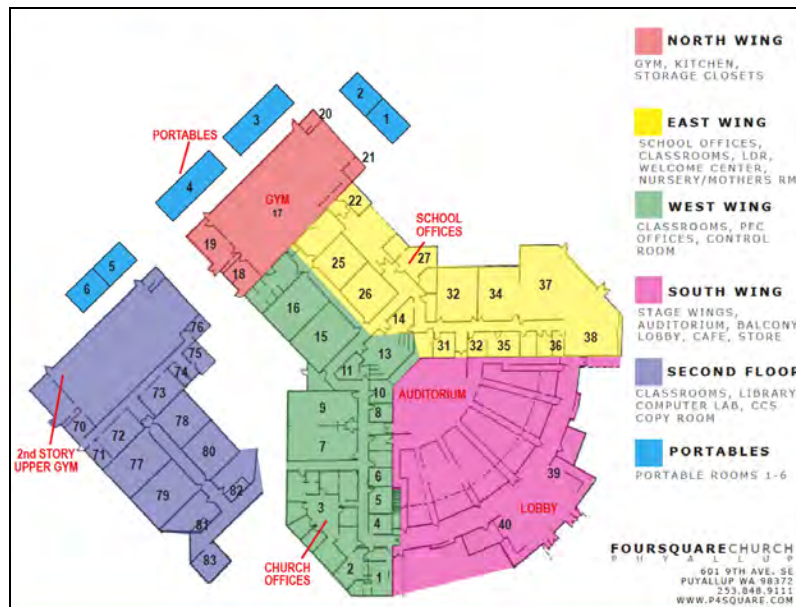 NORTH WING
GYM, KITCHEN,
STORAGE CLOSETS
EAST WING
SCHOOL OFFICES,
CLASSROOMS, LDR,
WELCOME CENTER,
NURSERY/MOTHERS RM
WEST WING
CLASSROOMS, PFC
OFFICES, CONTROL
ROOM
SOUTH WING
STAGE WINGS,
AUDITORIUM, BALCONY
LOBBY, CAFE, STORE
SECOND FLOOR
CLASSROOMS, LIBRARY
COMPUTER LAB, CCS
COPY ROOM
PORTABLES
PORTABLE ROOMS 1-6
FOURSQUARECHURCH
PUYALLUP
601 9TH AVE. SE
PUYALLUP WA 98372
253.848.9111
WWW.P4SQUARE.COM
PORTABLES
2
1
3
4
5
6
20
21
GYM
17
19
18
22
SCHOOL
OFFICES
27
25
26
14
32
34
37
31
32
35
36
38
16
15
13
11
10
8
9
7
6
5
4
3
2
1
CHURCH
OFFICES
AUDITORIUM
39
LOBBY
40
76
75
74
73
70
71
72
78
77
80
79
82
81
83
2nd STORY
UPPER GYM